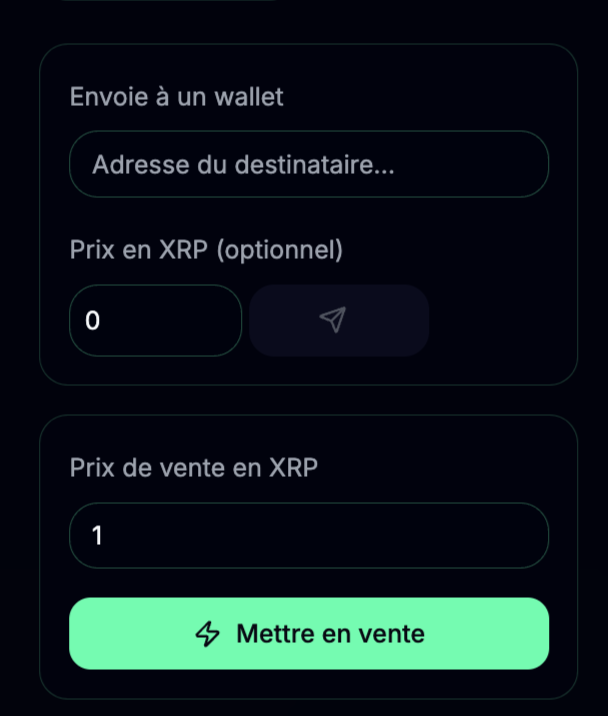 Envoie à un wallet
Adresse du destinataire...
Prix en XRP (optionnel)
0
Prix de vente en XRP
1
Mettre en vente